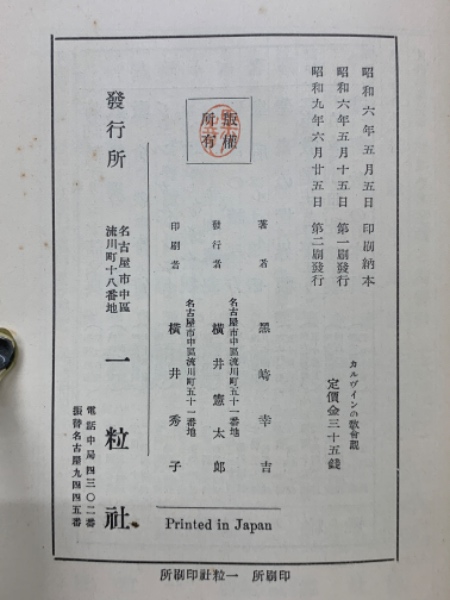 昭和六年五月五日 印刷納本
昭和六年五月十五日 第一刷發行
昭和九年六月廿五日 第二刷發行
カルヴインの敎會觀
定價金三十五錢
版權
所有
著者 黑崎幸吉
名古屋市中區流川町五十一番地
發行者 橫井憲太郎
名古屋市中區流川町五十一番地
印刷者 橫井秀子
發行所
名古屋市中區
流川町十八番地
一粒社
電話中局四三〇二番
振替名古屋九四四五番
Printed in Japan
印刷所 一粒社印刷所